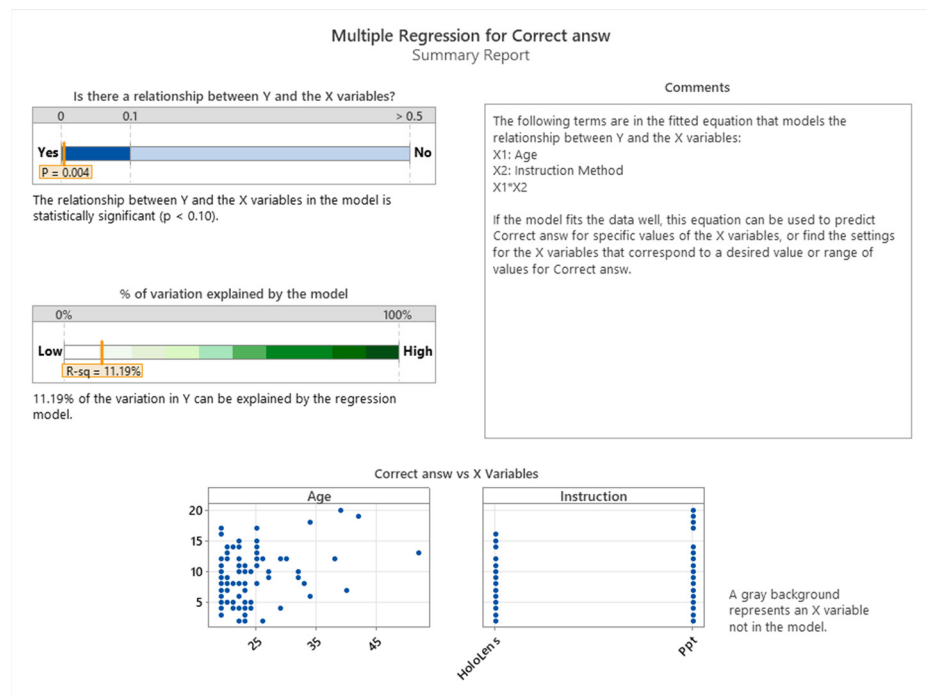 Multiple Regression for Correct answ
Summary Report
Is there a relationship between Y and the X variables?
0 0.1 > 0.5
Yes No
P = 0.004
The relationship between Y and the X variables in the model is
statistically significant (p < 0.10).
% of variation explained by the model
0% 100%
Low High
R-sq = 11.19%
11.19% of the variation in Y can be explained by the regression
model.
Comments
The following terms are in the fitted equation that models the
relationship between Y and the X variables:
X1: Age
X2: Instruction Method
X1*X2
If the model fits the data well, this equation can be used to predict
Correct answ for specific values of the X variables, or find the settings
for the X variables that correspond to a desired value or range of
values for Correct answ.
Correct answ vs X Variables
Age Instruction
20
15
10
5
25 35 45
HoloLens Ppt
A gray background
represents an X variable
not in the model.